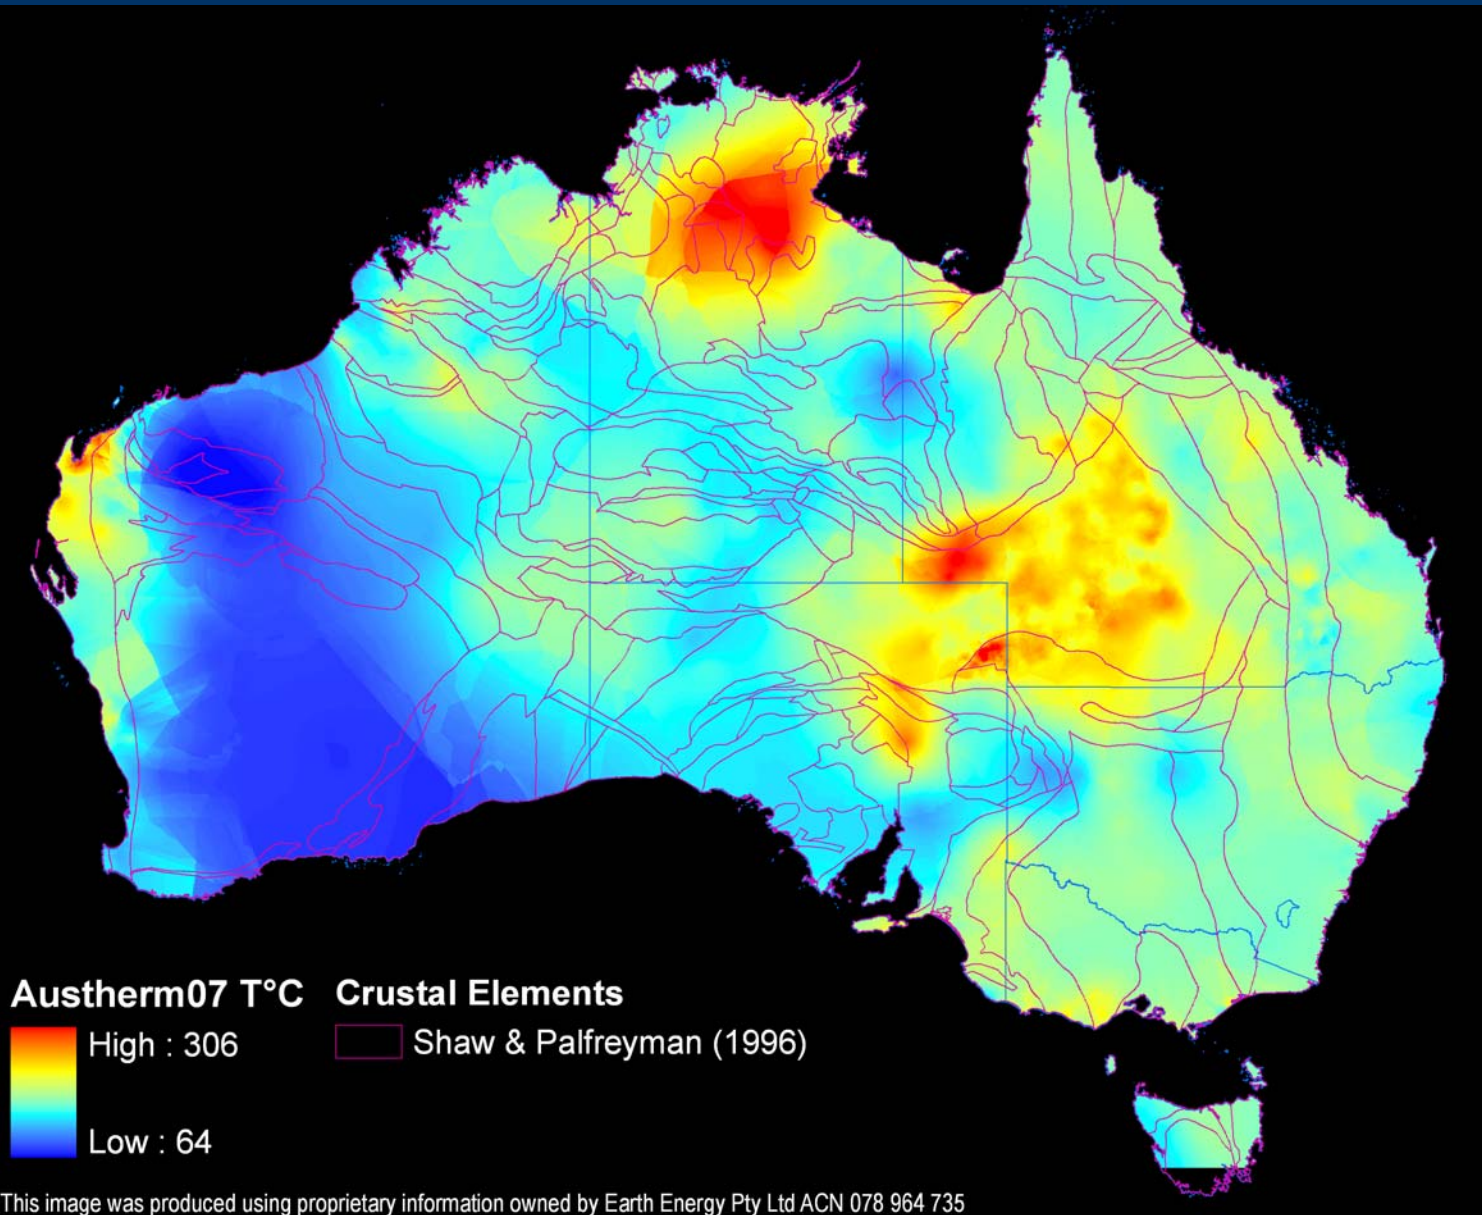 Austherm07 T°C
High : 306
Low : 64
Crustal Elements
Shaw & Palfreyman (1996)
This image was produced using proprietary information owned by Earth Energy Pty Ltd ACN 078 964 735